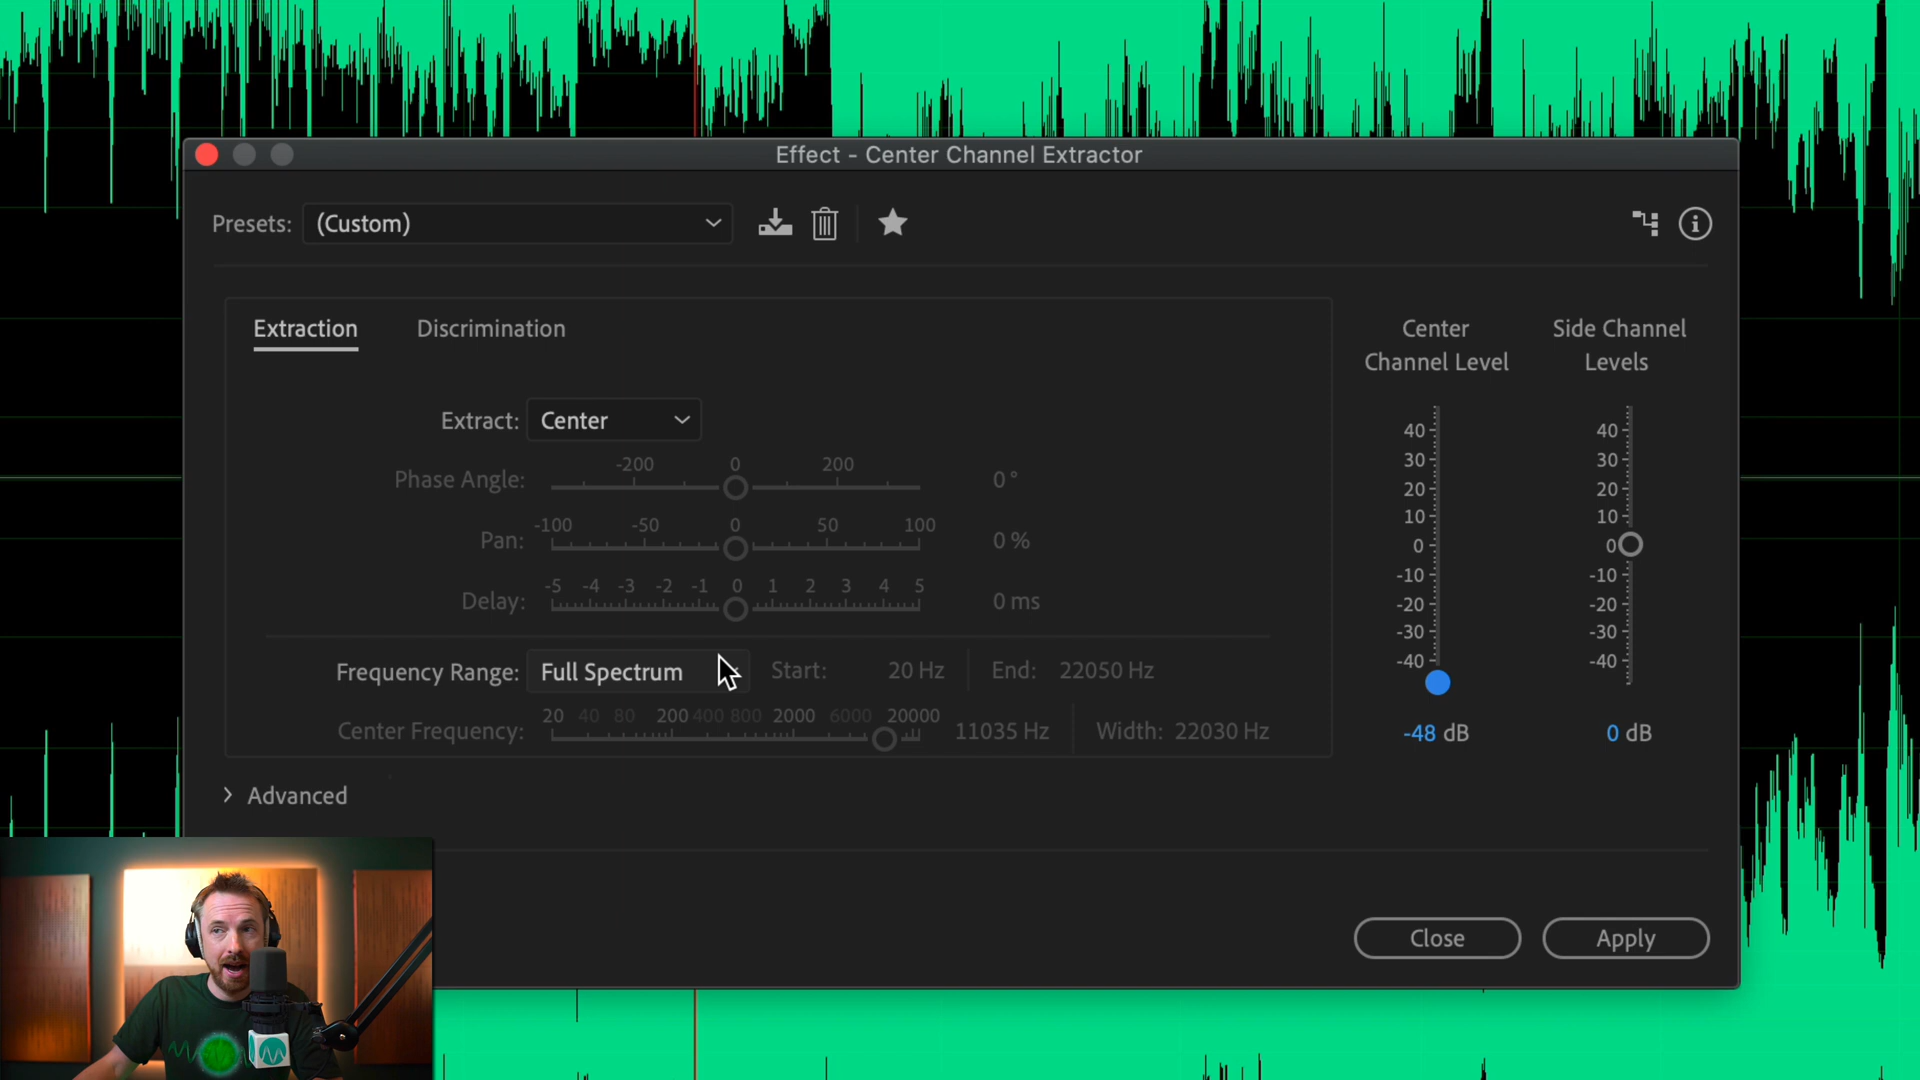 Effect - Center Channel Extractor
Presets: (Custom)
Extraction Discrimination
Extract: Center
-200 0 200
Phase Angle: 0 °
-100 -50 0 50 100
Pan: 0 %
-5 -4 -3 -2 -1 0 1 2 3 4 5
Delay: 0 ms
Frequency Range: Full Spectrum Start: 20 Hz End: 22050 Hz
20 40 80 200 400 800 2000 6000 20000
Center Frequency: 11035 Hz Width: 22030 Hz
Advanced
Center
Channel Level
40
30
20
10
0
-10
-20
-30
-40
-48 dB
Side Channel
Levels
40
30
20
10
0
-10
-20
-30
-40
0 dB
Close Apply